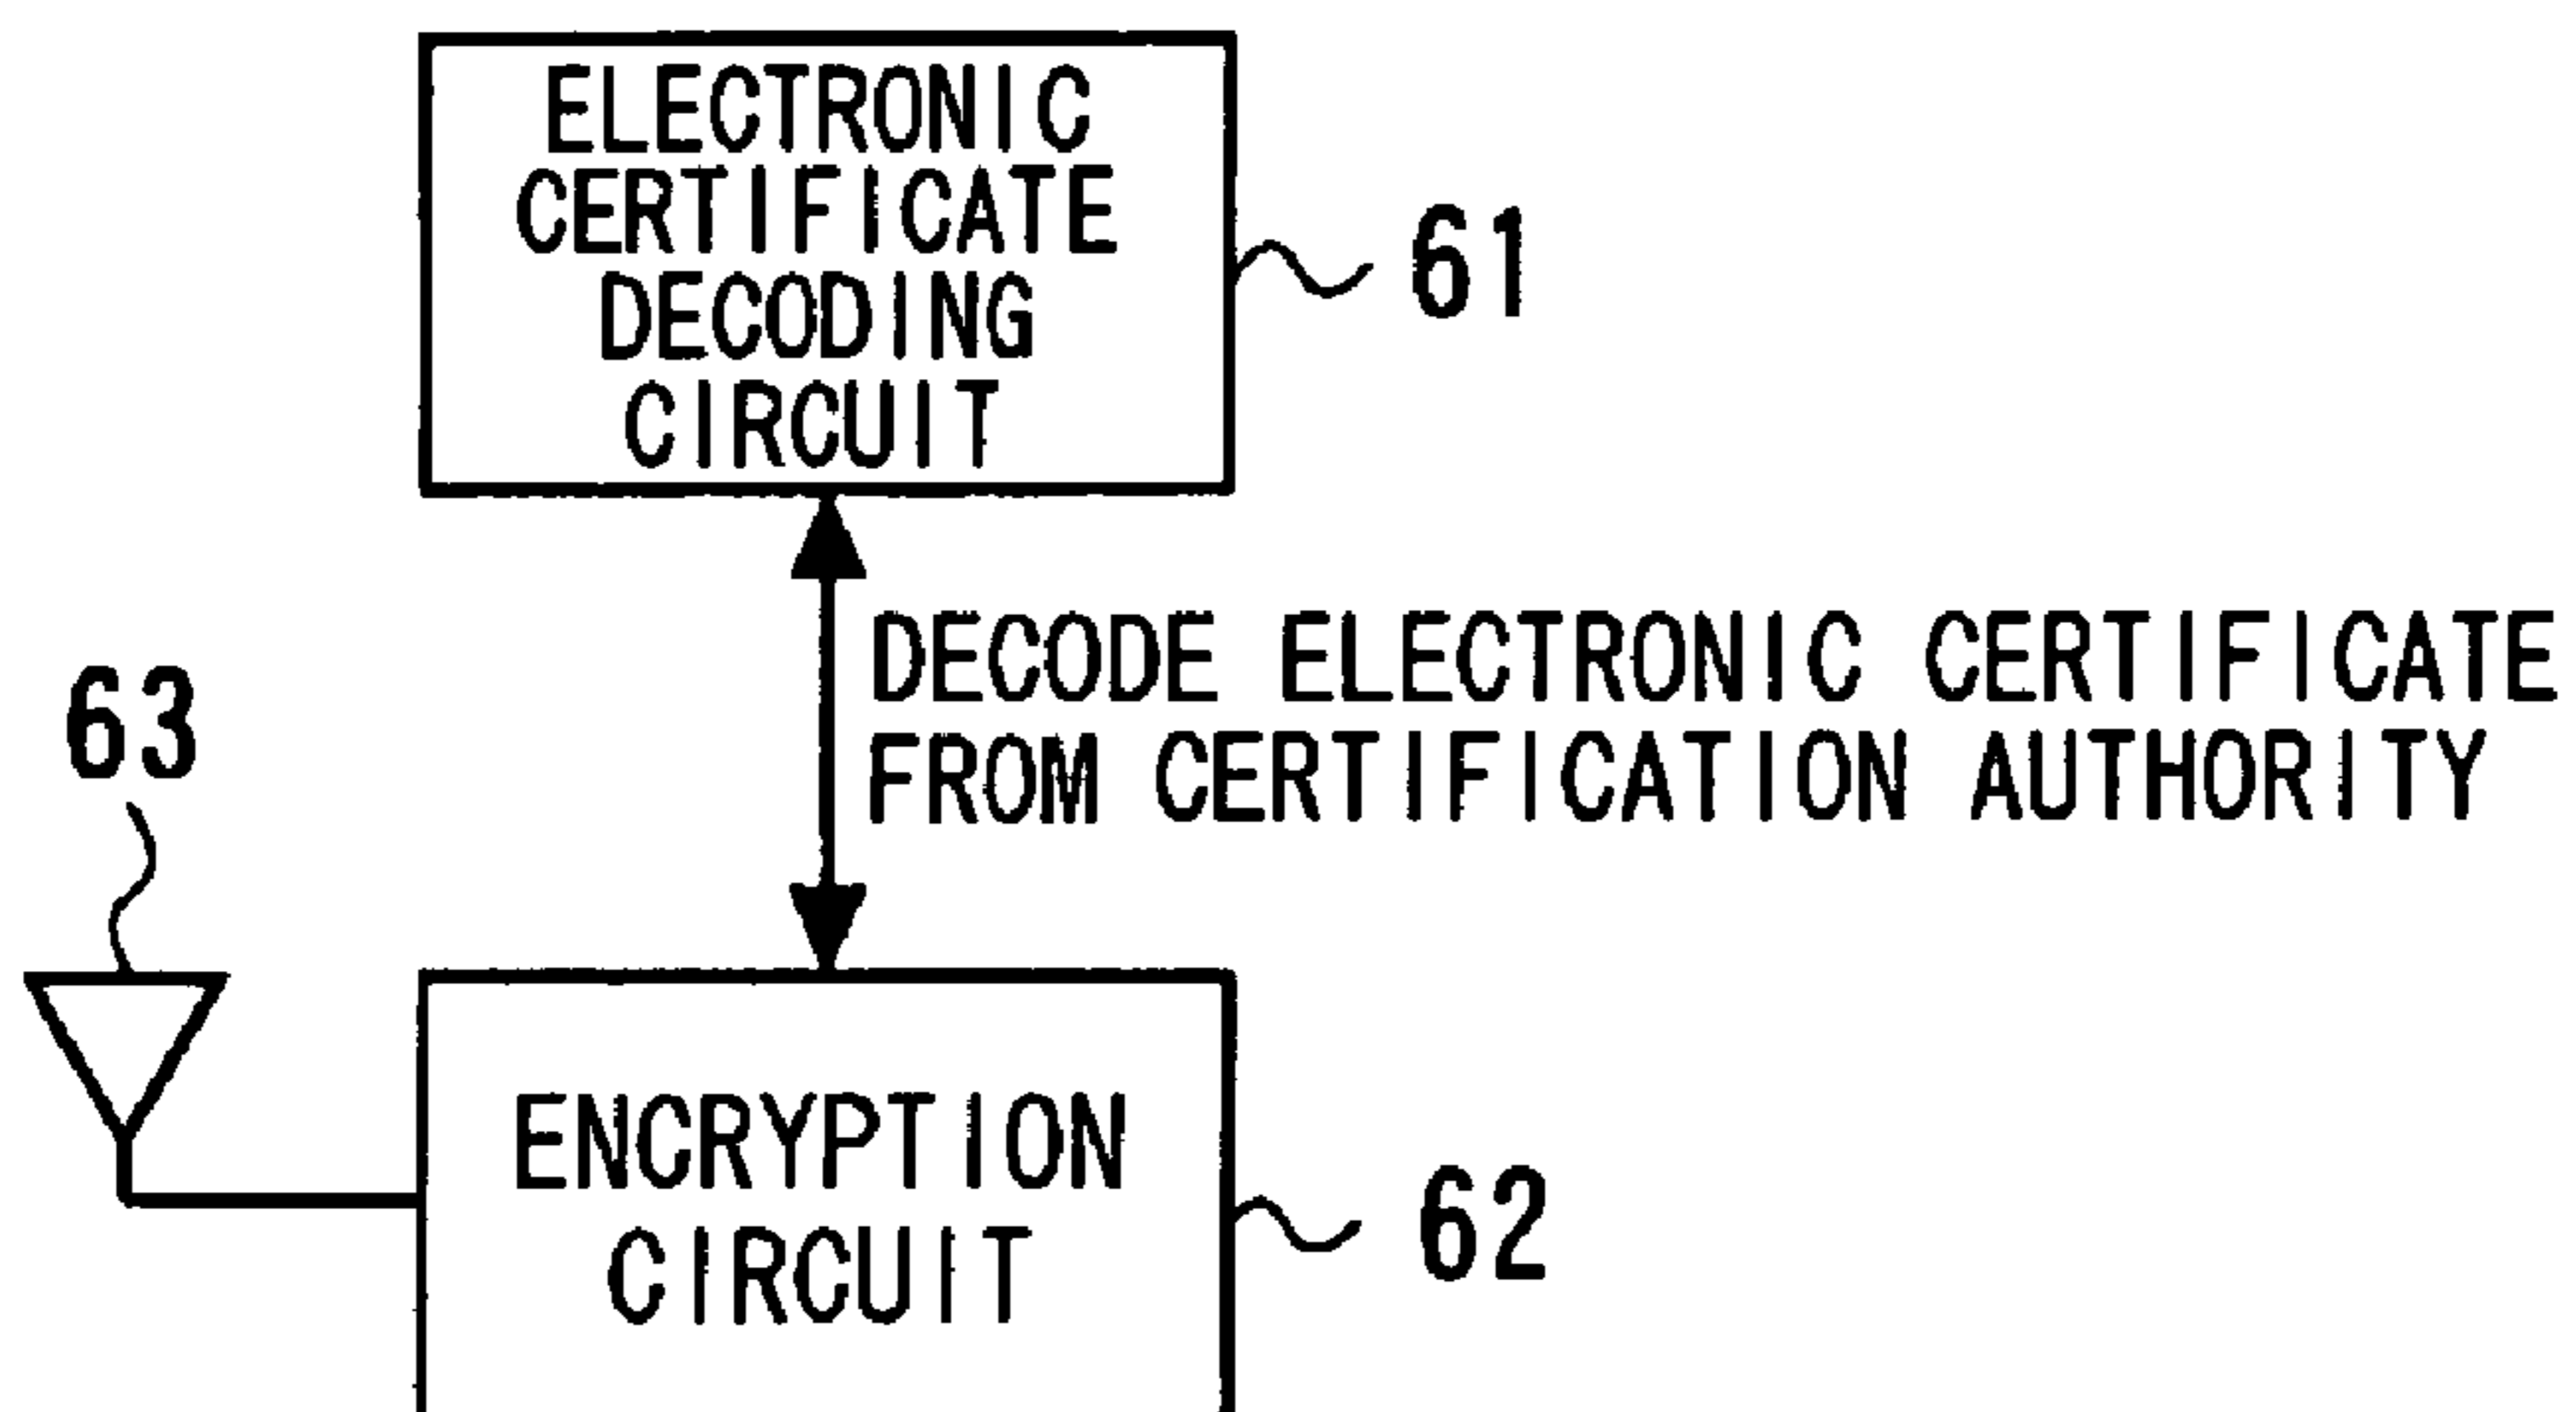 ELECTRONIC
CERTIFICATE
DECODING
CIRCUIT
61
DECODE ELECTRONIC CERTIFICATE
FROM CERTIFICATION AUTHORITY
63
ENCRYPTION
CIRCUIT
62